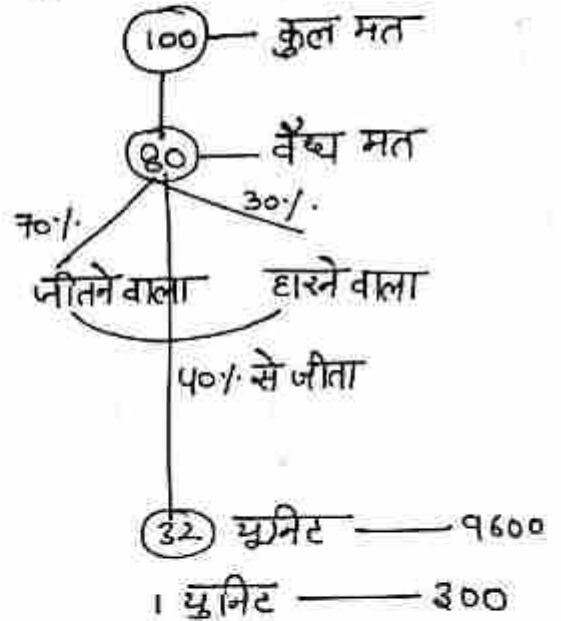 100 — कुल मत
80 — वैध मत
70% 30%
जीतने वाला हारने वाला
40% से जीता
32 यूनिट — 9600
1 युनिट — 300